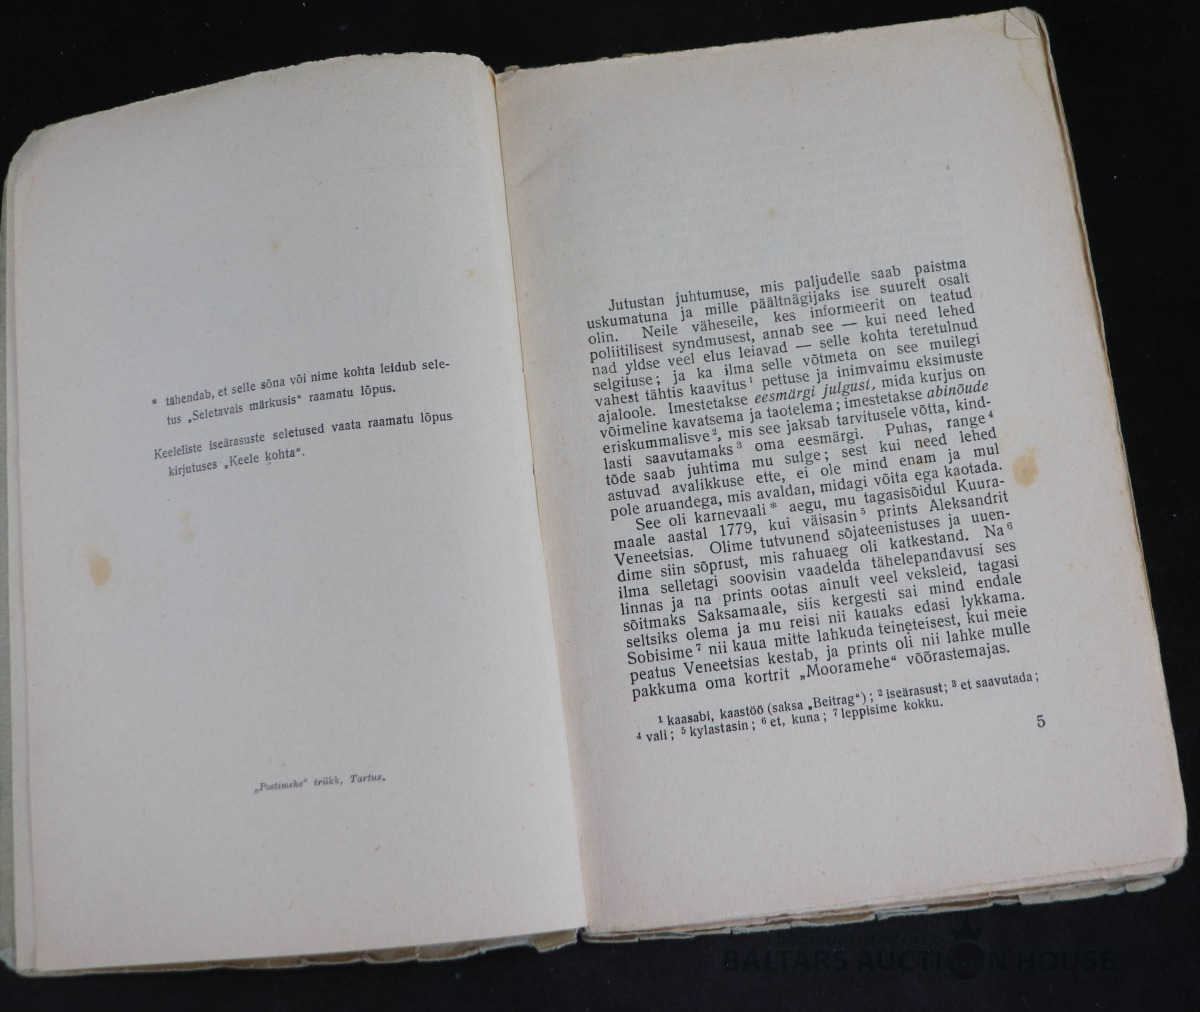 * tähendab, et selle sõna või nime kohta leidub sele-
tus „Seletavais märkusis“ raamatu lõpus.
Keeleliste iseärasuste seletused vaata raamatu lõpus
kirjutuses „Keele kohta“.
„Postimehe“ trükk, Tartus.
Jutustan juhtumuse, mis paljudelle saab paistma
uskumatuna ja mille päältnägijaks ise suurelt osalt
olin. Neile väheseile, kes informeerit on teatud
poliitilisest syndmusest, annab see — kui need lehed
nad yldse veel elus leiavad — selle kohta teretulnud
selgituse; ja ka ilma selle võtmeta on see muilegi
vahest tähtis kaavitus¹ pettuse ja inimvaimu eksimuste
ajaloole. Imestetakse eesmärgi julgust, mida kurjus on
võimeline kavatsema ja taotelema; imestetakse abinõude
eriskummalisve², mis see jaksab tarvitusele võtta, kind-
lasti saavutamaks³ oma eesmärgi. Puhas, range⁴
tõde saab juhtima mu sulge; sest kui need lehed
astuvad avalikkuse ette, ei ole mind enam ja mul
pole aruandega, mis avaldan, midagi võita ega kaotada.
See oli karnevaali* aegu, mu tagasisõidul Kuura-
maale aastal 1779, kui väisasin⁵ prints Aleksandrit
Veneetsias. Olime tutvunend sõjateenistuses ja uuen-
dime siin sõprust, mis rahuaeg oli katkestand. Na⁶
ilma selletagi soovisin vaadelda tähelepandavusi ses
linnas ja na prints ootas ainult veel veksleid, tagasi
sõitmaks Saksamaale, siis kergesti sai mind endale
seltsiks olema ja mu reisi nii kauaks edasi lykkama.
Sobisime⁷ nii kaua mitte lahkuda teineteisest, kui meie
peatus Veneetsias kestab, ja prints oli nii lahke mulle
pakkuma oma kortrit „Mooramehe“ võõrastemajas.
¹ kaasabi, kaastöö (saksa „Beitrag“); ² iseärasust; ³ et saavutada;
⁴ vali; ⁵ kylastasin; ⁶ et, kuna; ⁷ leppisime kokku.
5
BALTARS AUCTION HOUSE